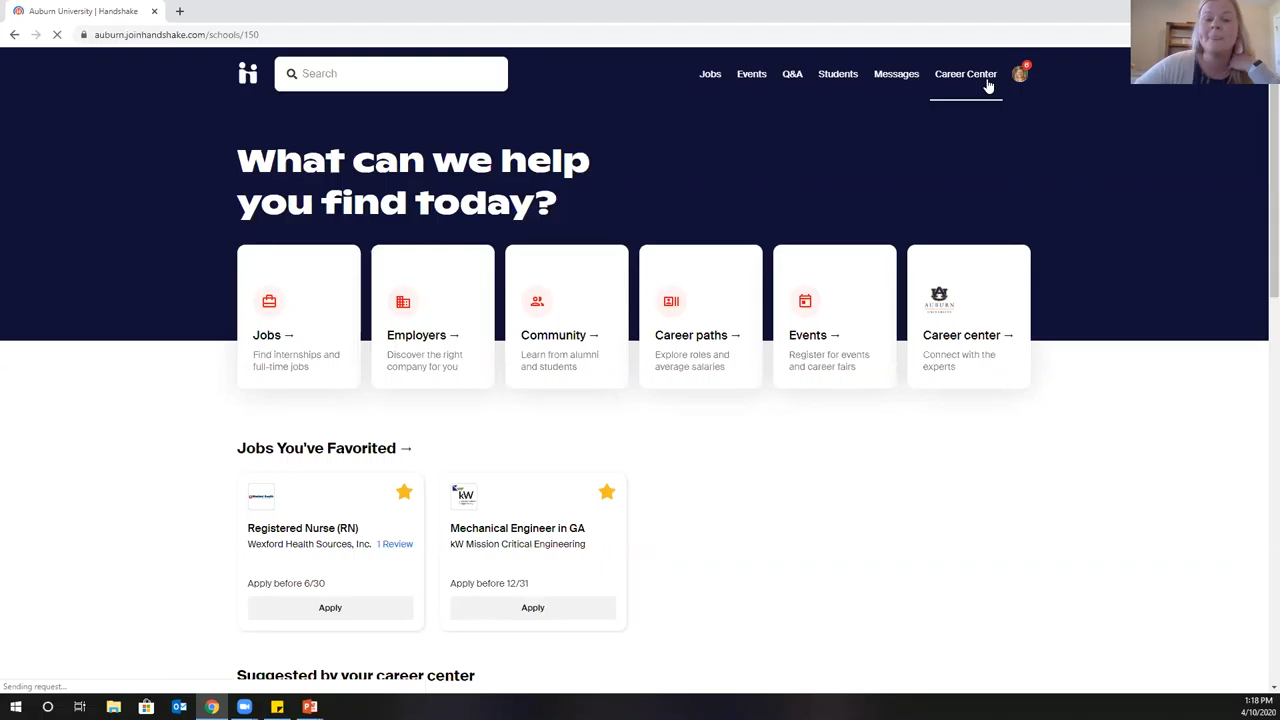 Auburn University | Handshake
auburn.joinhandshake.com/schools/150
Search
Jobs
Events
Q&A
Students
Messages
Career Center
6
What can we help
you find today?
Jobs →
Find internships and
full-time jobs
Employers →
Discover the right
company for you
Community →
Learn from alumni
and students
Career paths →
Explore roles and
average salaries
Events →
Register for events
and career fairs
AUBURN
Career center →
Connect with the
experts
Jobs You've Favorited →
Registered Nurse (RN)
Wexford Health Sources, Inc. 1 Review
Apply before 6/30
Apply
kW
Mechanical Engineer in GA
kW Mission Critical Engineering
Apply before 12/31
Apply
Suggested by your career center
Sending request...
1:18 PM
4/10/2020